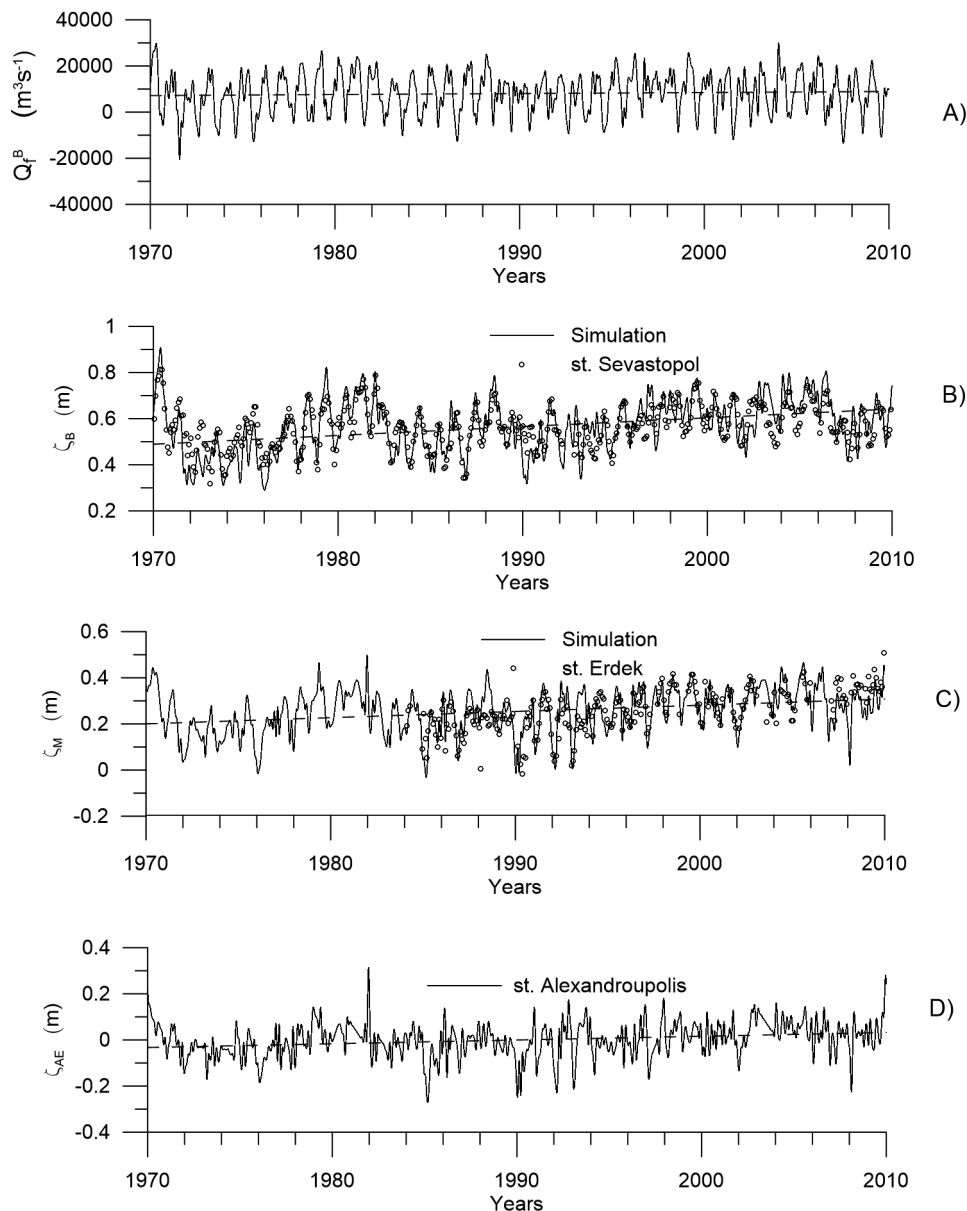 40000
20000
0
-20000
-40000
Q_f^B (m³s⁻¹)
1970 1980 1990 2000 2010
Years
A)
1
0.8
0.6
0.4
0.2
ζ_B (m)
Simulation
st. Sevastopol
1970 1980 1990 2000 2010
Years
B)
0.6
0.4
0.2
0
-0.2
ζ_M (m)
Simulation
st. Erdek
1970 1980 1990 2000 2010
Years
C)
0.4
0.2
0
-0.2
-0.4
ζ_AE (m)
st. Alexandroupolis
1970 1980 1990 2000 2010
Years
D)